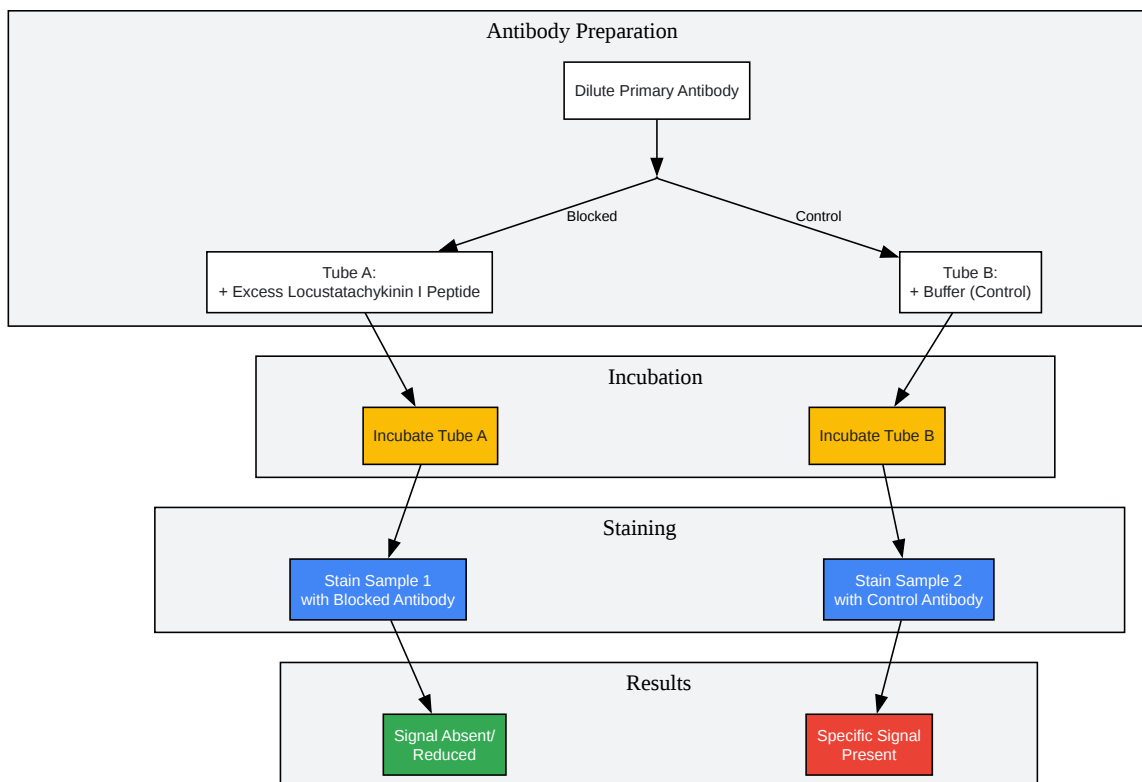 Antibody Preparation
Dilute Primary Antibody
Blocked
Control
Tube A:
+ Excess Locustatachykinin I Peptide
Tube B:
+ Buffer (Control)
Incubation
Incubate Tube A
Incubate Tube B
Staining
Stain Sample 1
with Blocked Antibody
Stain Sample 2
with Control Antibody
Results
Signal Absent/
Reduced
Specific Signal
Present